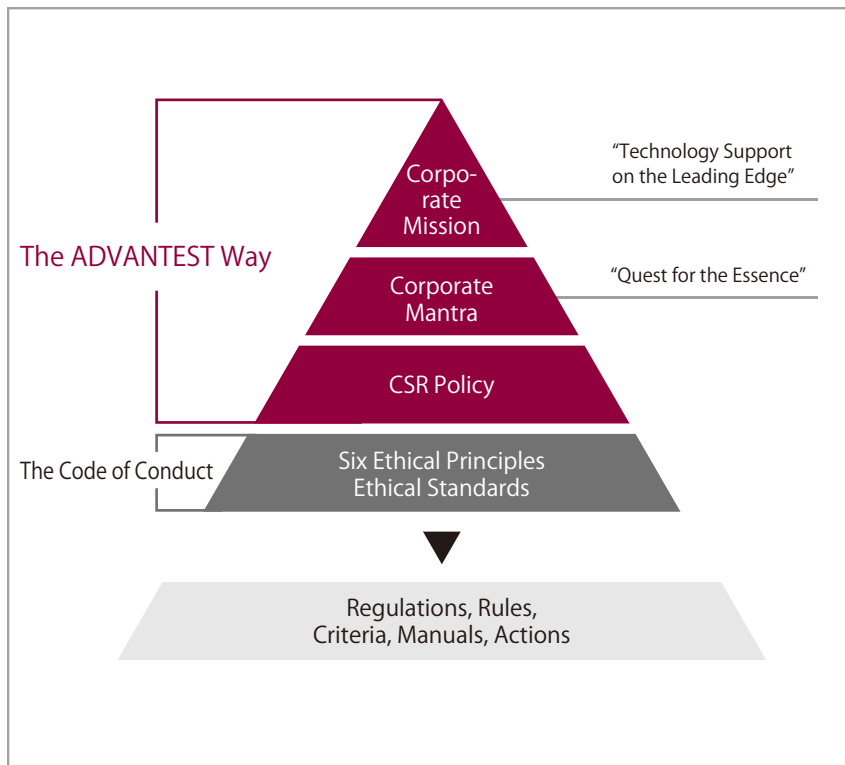 Corpo-
rate
Mission
“Technology Support
on the Leading Edge”
The ADVANTEST Way
Corporate
Mantra
“Quest for the Essence”
CSR Policy
The Code of Conduct
Six Ethical Principles
Ethical Standards
Regulations, Rules,
Criteria, Manuals, Actions